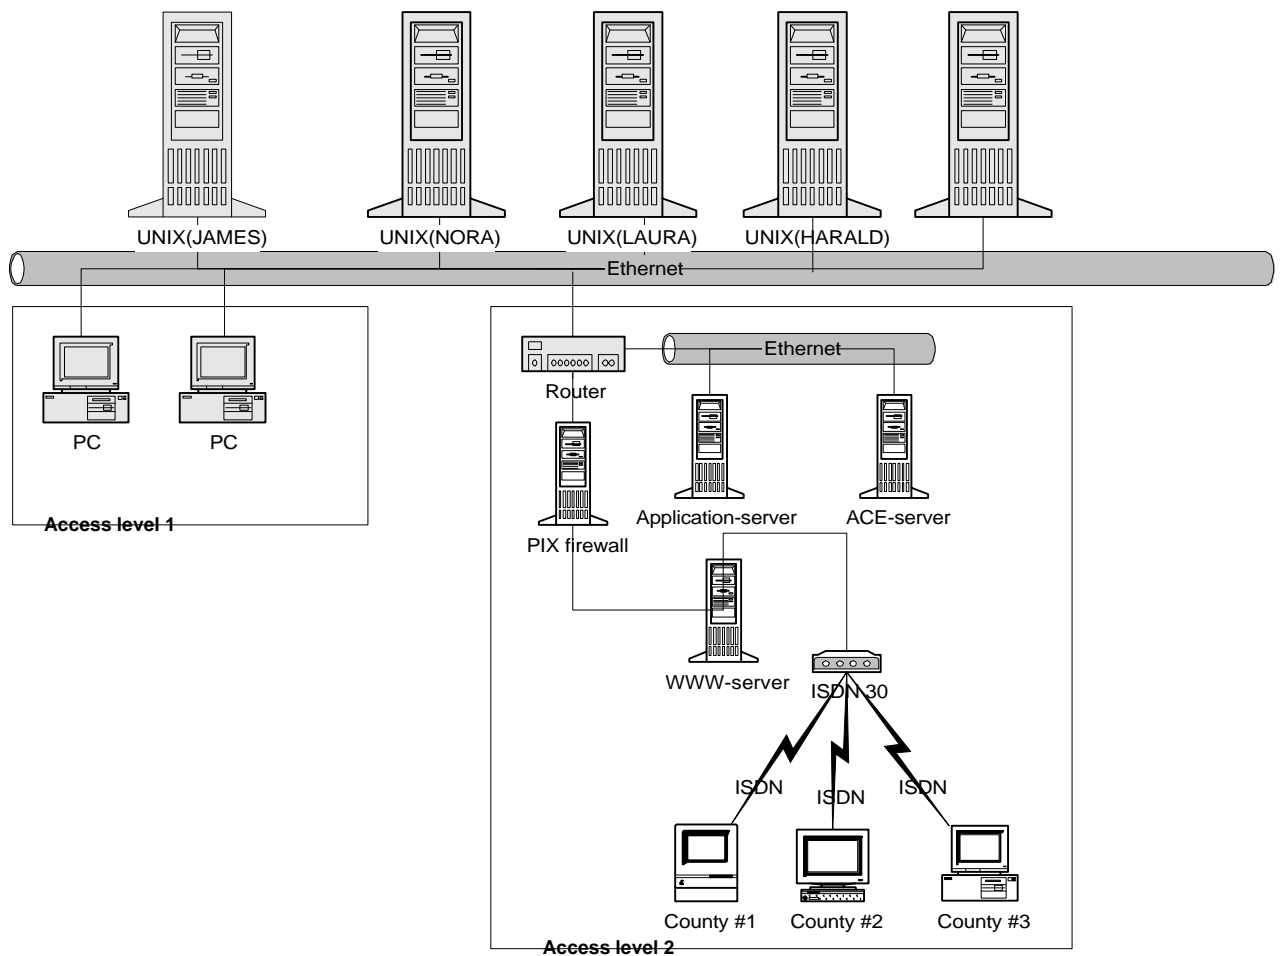 UNIX(JAMES)
UNIX(NORA)
UNIX(LAURA)
UNIX(HARALD)
Ethernet
Ethernet
Router
PC
PC
Application-server
ACE-server
Access level 1
PIX firewall
WWW-server
ISDN 30
ISDN
ISDN
ISDN
County #1
County #2
County #3
Access level 2